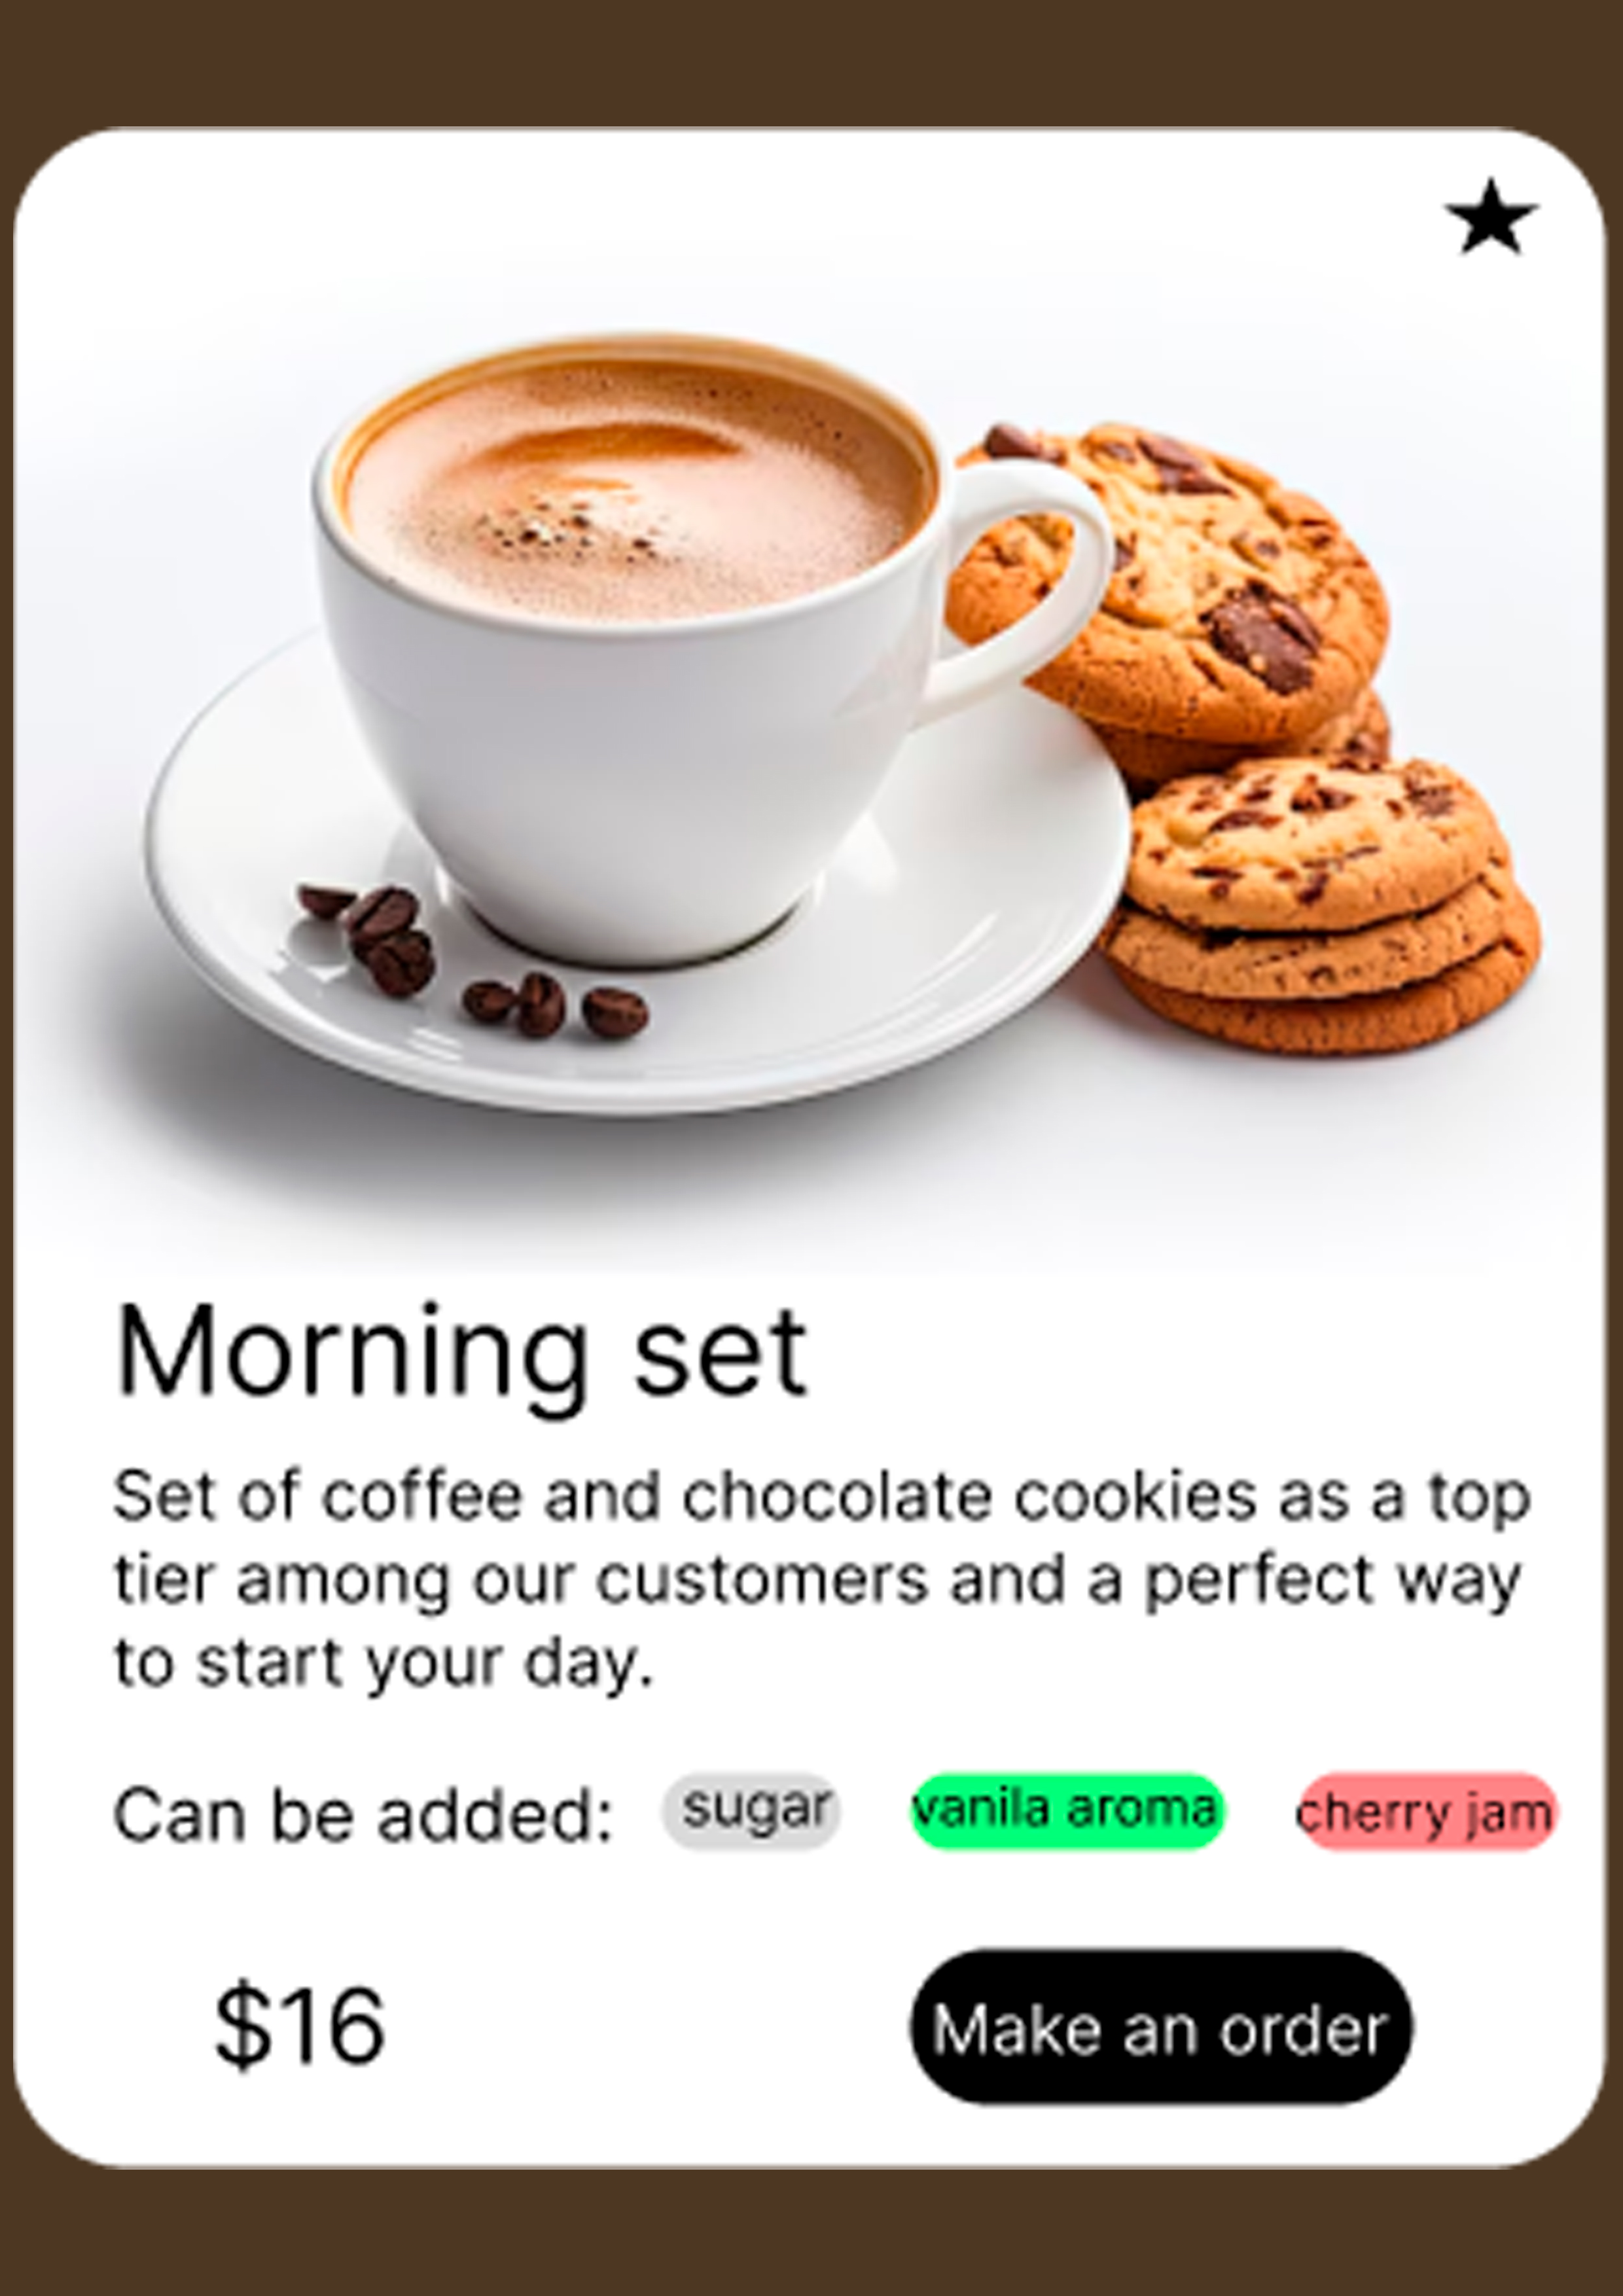 Morning set
Set of coffee and chocolate cookies as a top
tier among our customers and a perfect way
to start your day.
Can be added: sugar vanila aroma cherry jam
$16 Make an order